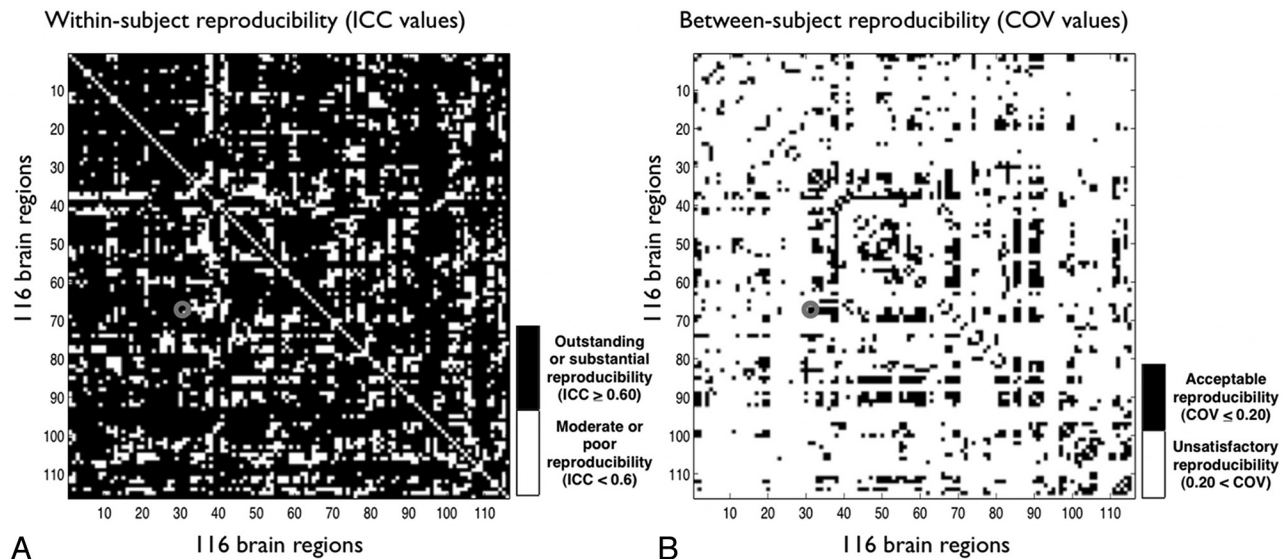 Within-subject reproducibility (ICC values)
Between-subject reproducibility (COV values)
116 brain regions
10
20
30
40
50
60
70
80
90
100
110
10 20 30 40 50 60 70 80 90 100 110
116 brain regions
A
Outstanding
or substantial
reproducibility
(ICC ≥ 0.60)
Moderate or
poor
reproducibility
(ICC < 0.6)
116 brain regions
10
20
30
40
50
60
70
80
90
100
110
10 20 30 40 50 60 70 80 90 100 110
116 brain regions
B
Acceptable
reproducibility
(COV ≤ 0.20)
Unsatisfactory
reproducibility
(0.20 < COV)